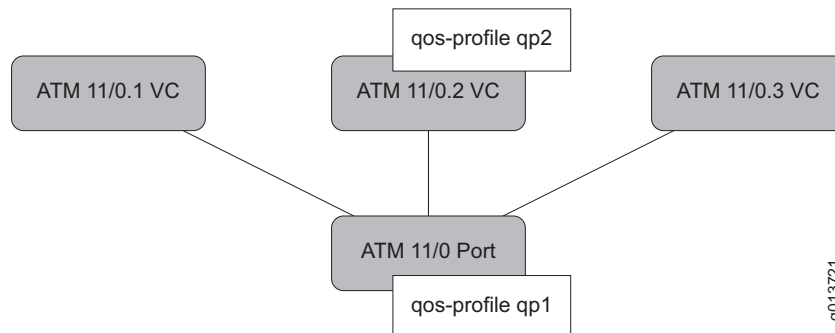 qos-profile qp2
ATM 11/0.1 VC
ATM 11/0.2 VC
ATM 11/0.3 VC
ATM 11/0 Port
qos-profile qp1
g013721